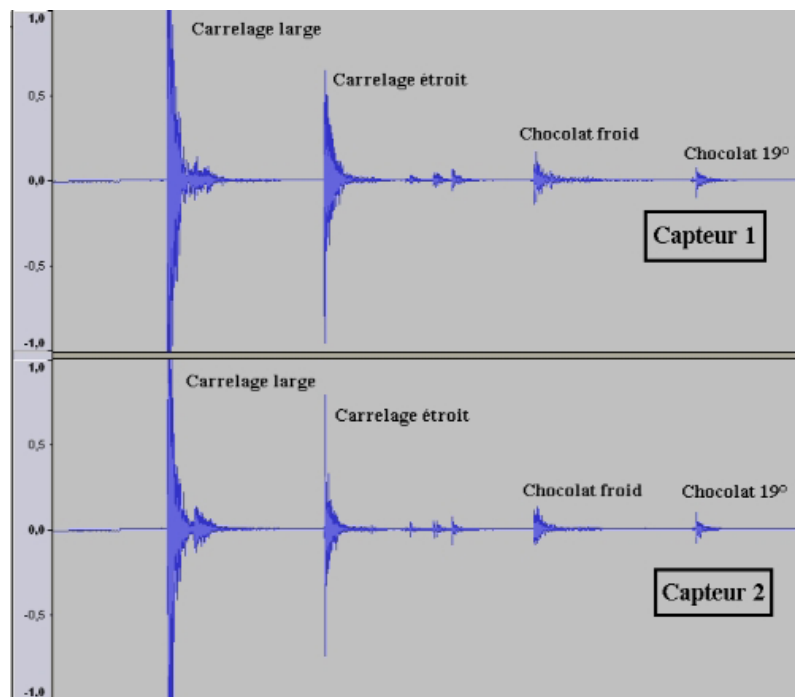 1,0
Carrelage large
Carrelage étroit
0,5
Chocolat froid
Chocolat 19°
0,0
Capteur 1
-0,5
-1,0
1,0
Carrelage large
Carrelage étroit
0,5
Chocolat froid
Chocolat 19°
0,0
Capteur 2
-0,5
-1,0